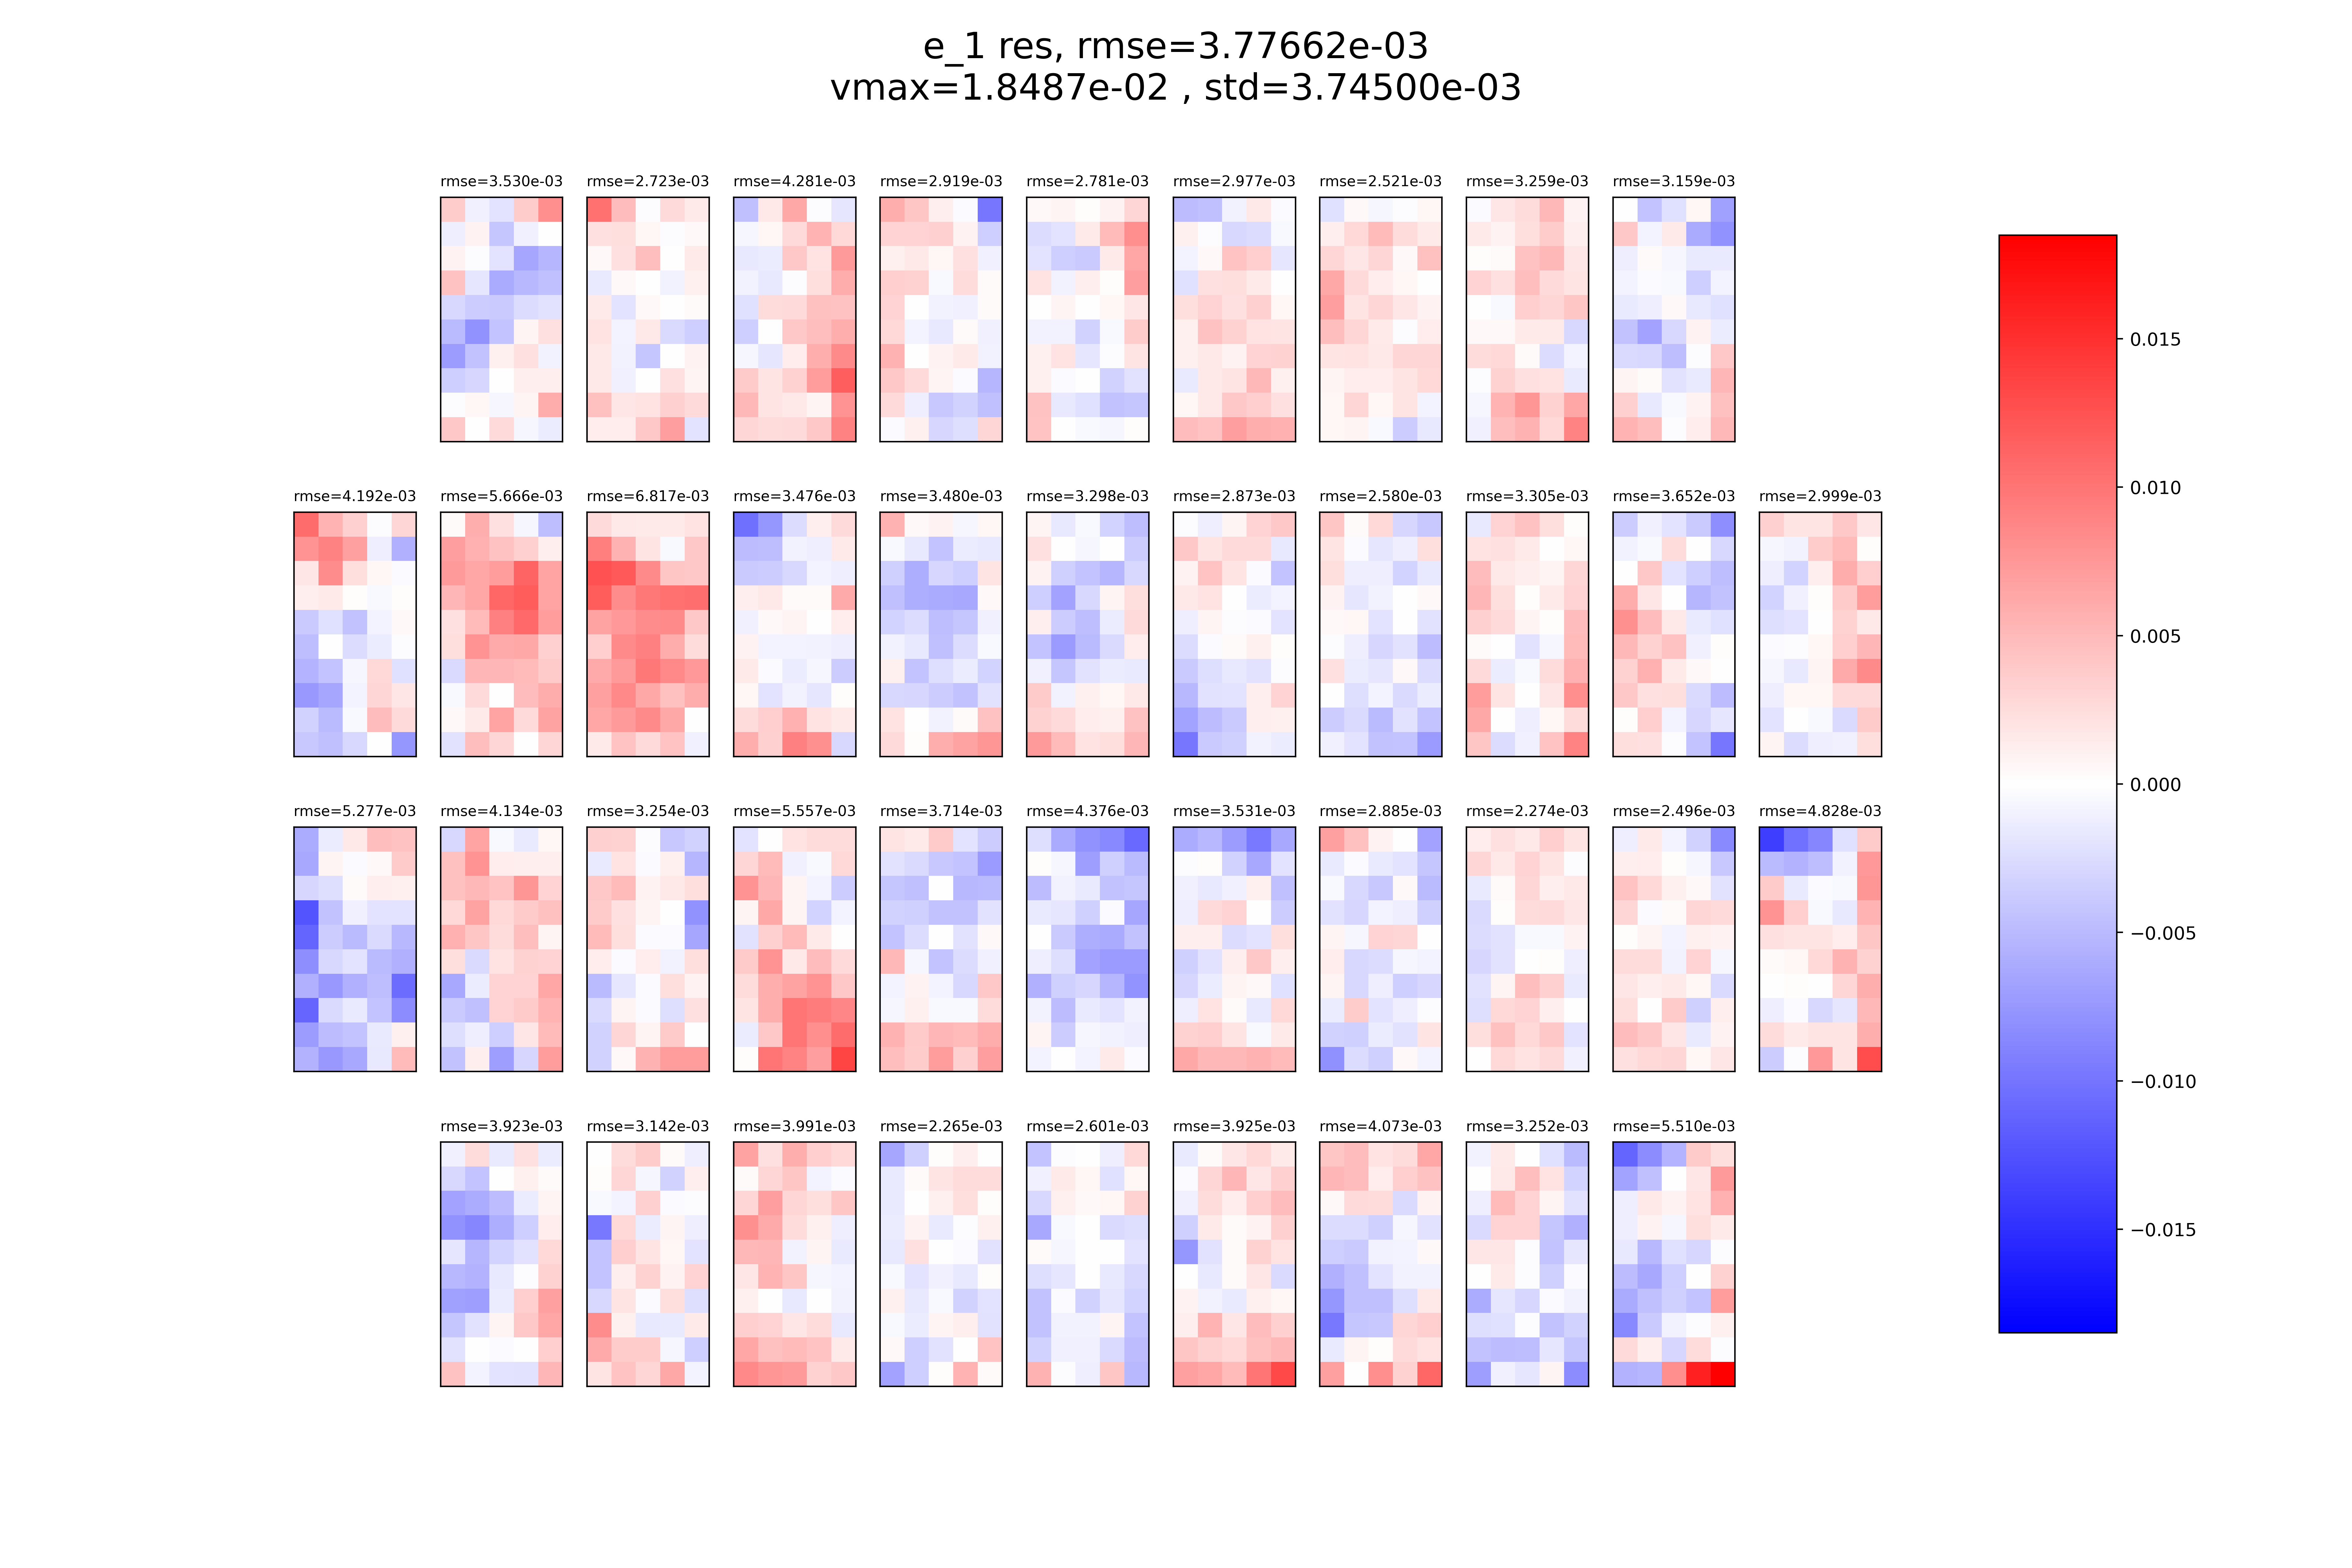 e_1 res, rmse=3.77662e-03
vmax=1.8487e-02 , std=3.74500e-03
rmse=3.530e-03 rmse=2.723e-03 rmse=4.281e-03 rmse=2.919e-03 rmse=2.781e-03 rmse=2.977e-03 rmse=2.521e-03 rmse=3.259e-03 rmse=3.159e-03
rmse=4.192e-03 rmse=5.666e-03 rmse=6.817e-03 rmse=3.476e-03 rmse=3.480e-03 rmse=3.298e-03 rmse=2.873e-03 rmse=2.580e-03 rmse=3.305e-03 rmse=3.652e-03 rmse=2.999e-03
rmse=5.277e-03 rmse=4.134e-03 rmse=3.254e-03 rmse=5.557e-03 rmse=3.714e-03 rmse=4.376e-03 rmse=3.531e-03 rmse=2.885e-03 rmse=2.274e-03 rmse=2.496e-03 rmse=4.828e-03
rmse=3.923e-03 rmse=3.142e-03 rmse=3.991e-03 rmse=2.265e-03 rmse=2.601e-03 rmse=3.925e-03 rmse=4.073e-03 rmse=3.252e-03 rmse=5.510e-03
0.015
0.010
0.005
0.000
−0.005
−0.010
−0.015